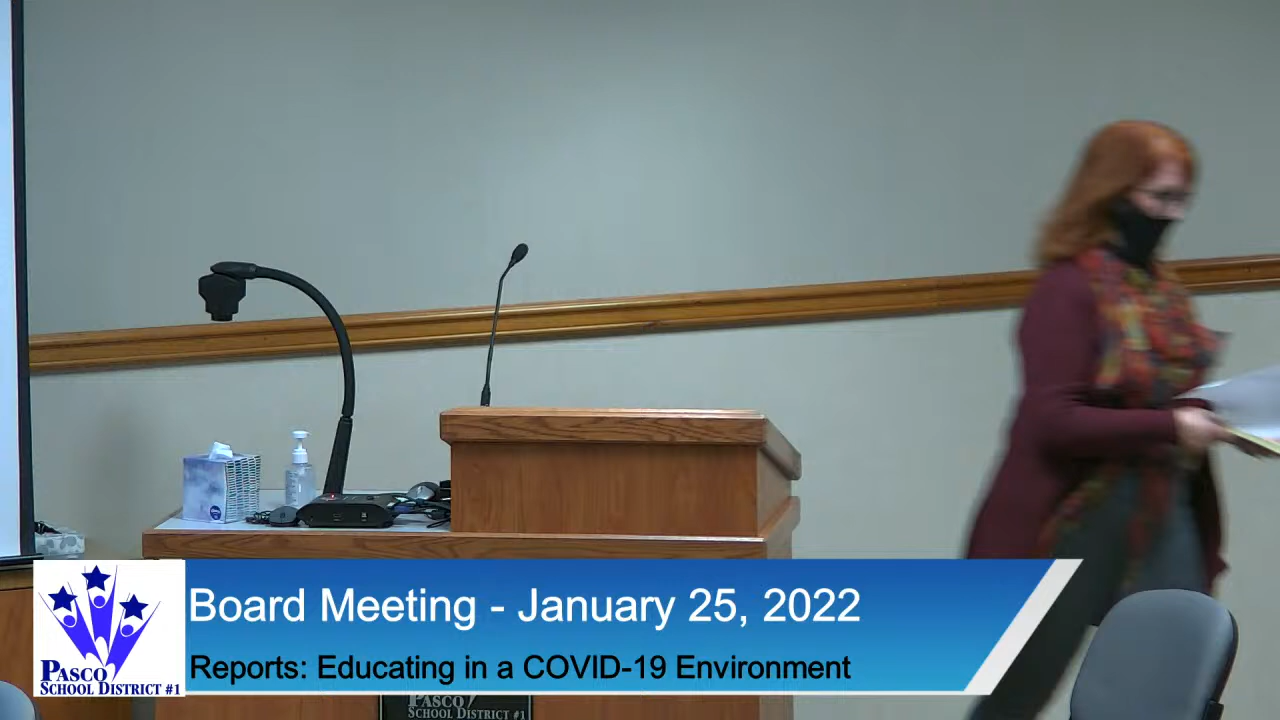 Board Meeting - January 25, 2022
Reports: Educating in a COVID-19 Environment
PASCO
SCHOOL DISTRICT #1
PASCO
SCHOOL DISTRICT #1